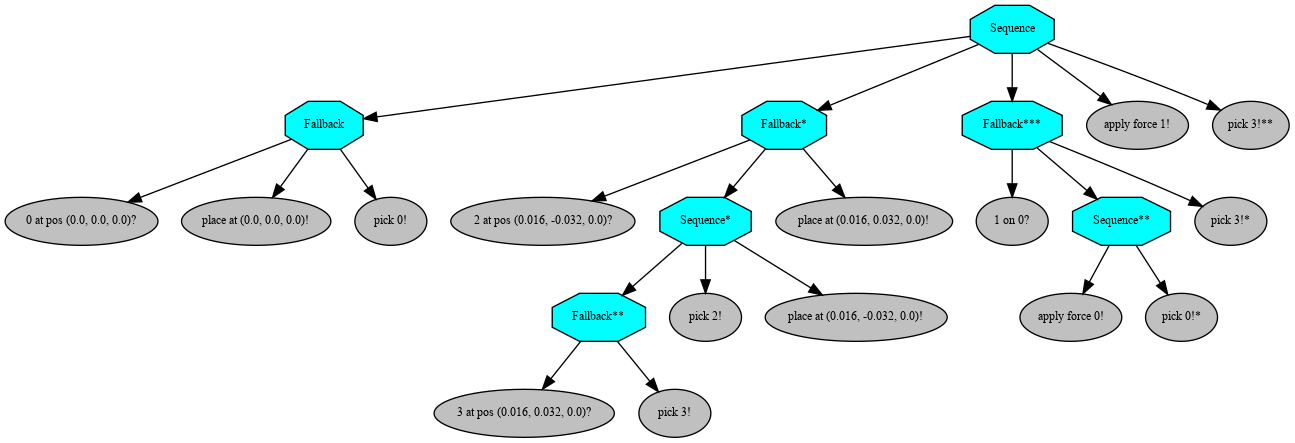 Sequence
Fallback
Fallback*
Fallback***
apply force 1!
pick 3!**
0 at pos (0.0, 0.0, 0.0)?
place at (0.0, 0.0, 0.0)!
pick 0!
2 at pos (0.016, -0.032, 0.0)?
Sequence*
place at (0.016, 0.032, 0.0)!
1 on 0?
Sequence**
pick 3!*
Fallback**
pick 2!
place at (0.016, -0.032, 0.0)!
apply force 0!
pick 0!*
3 at pos (0.016, 0.032, 0.0)?
pick 3!